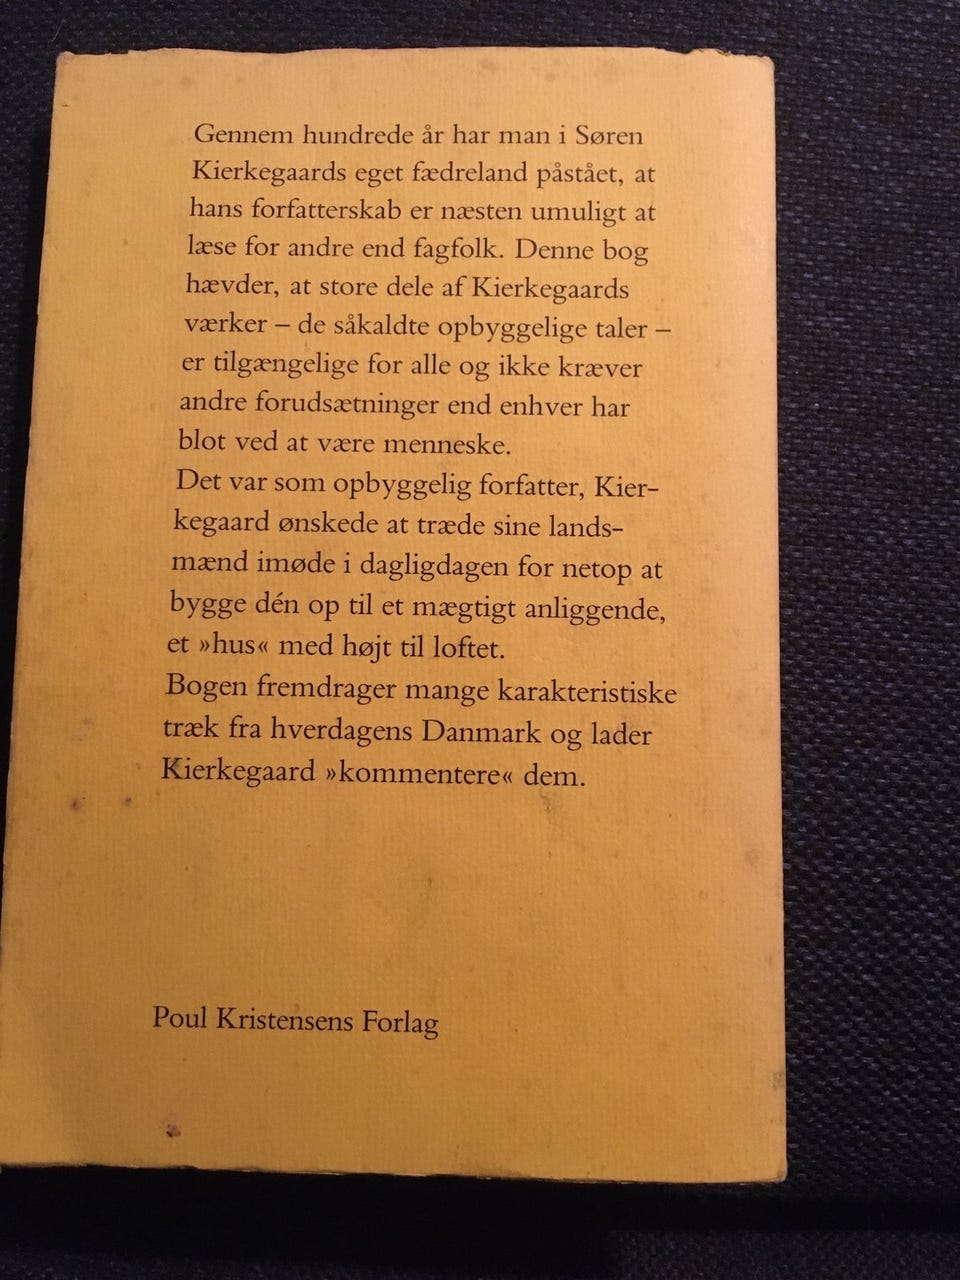 Gennem hundrede år har man i Søren
Kierkegaards eget fædreland påstået, at
hans forfatterskab er næsten umuligt at
læse for andre end fagfolk. Denne bog
hævder, at store dele af Kierkegaards
værker – de såkaldte opbyggelige taler –
er tilgængelige for alle og ikke kræver
andre forudsætninger end enhver har
blot ved at være menneske.
Det var som opbyggelig forfatter, Kier-
kegaard ønskede at træde sine lands-
mænd imøde i dagligdagen for netop at
bygge dén op til et mægtigt anliggende,
et »hus« med højt til loftet.
Bogen fremdrager mange karakteristiske
træk fra hverdagens Danmark og lader
Kierkegaard »kommentere« dem.
Poul Kristensens Forlag